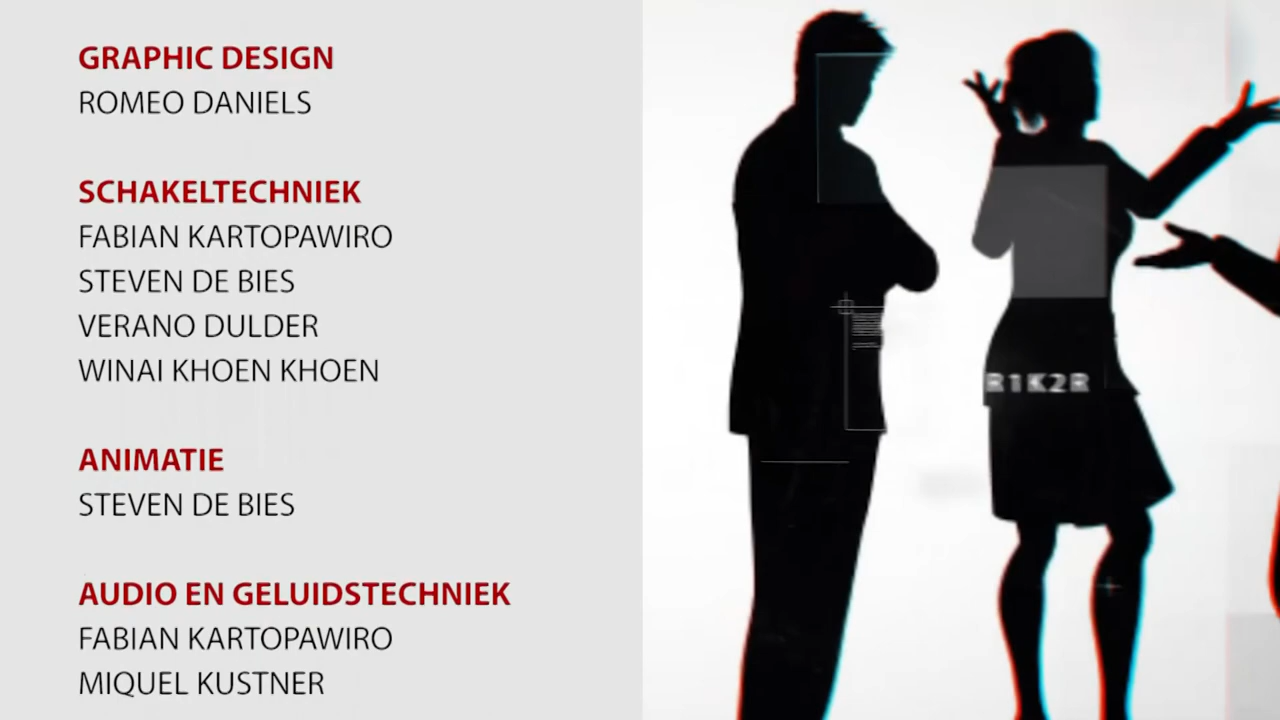 GRAPHIC DESIGN
ROMEO DANIELS
SCHAKELTECHNIEK
FABIAN KARTOPAWIRO
STEVEN DE BIES
VERANO DULDER
WINAI KHOEN KHOEN
ANIMATIE
STEVEN DE BIES
AUDIO EN GELUIDSTECHNIEK
FABIAN KARTOPAWIRO
MIQUEL KUSTNER
R1K2R